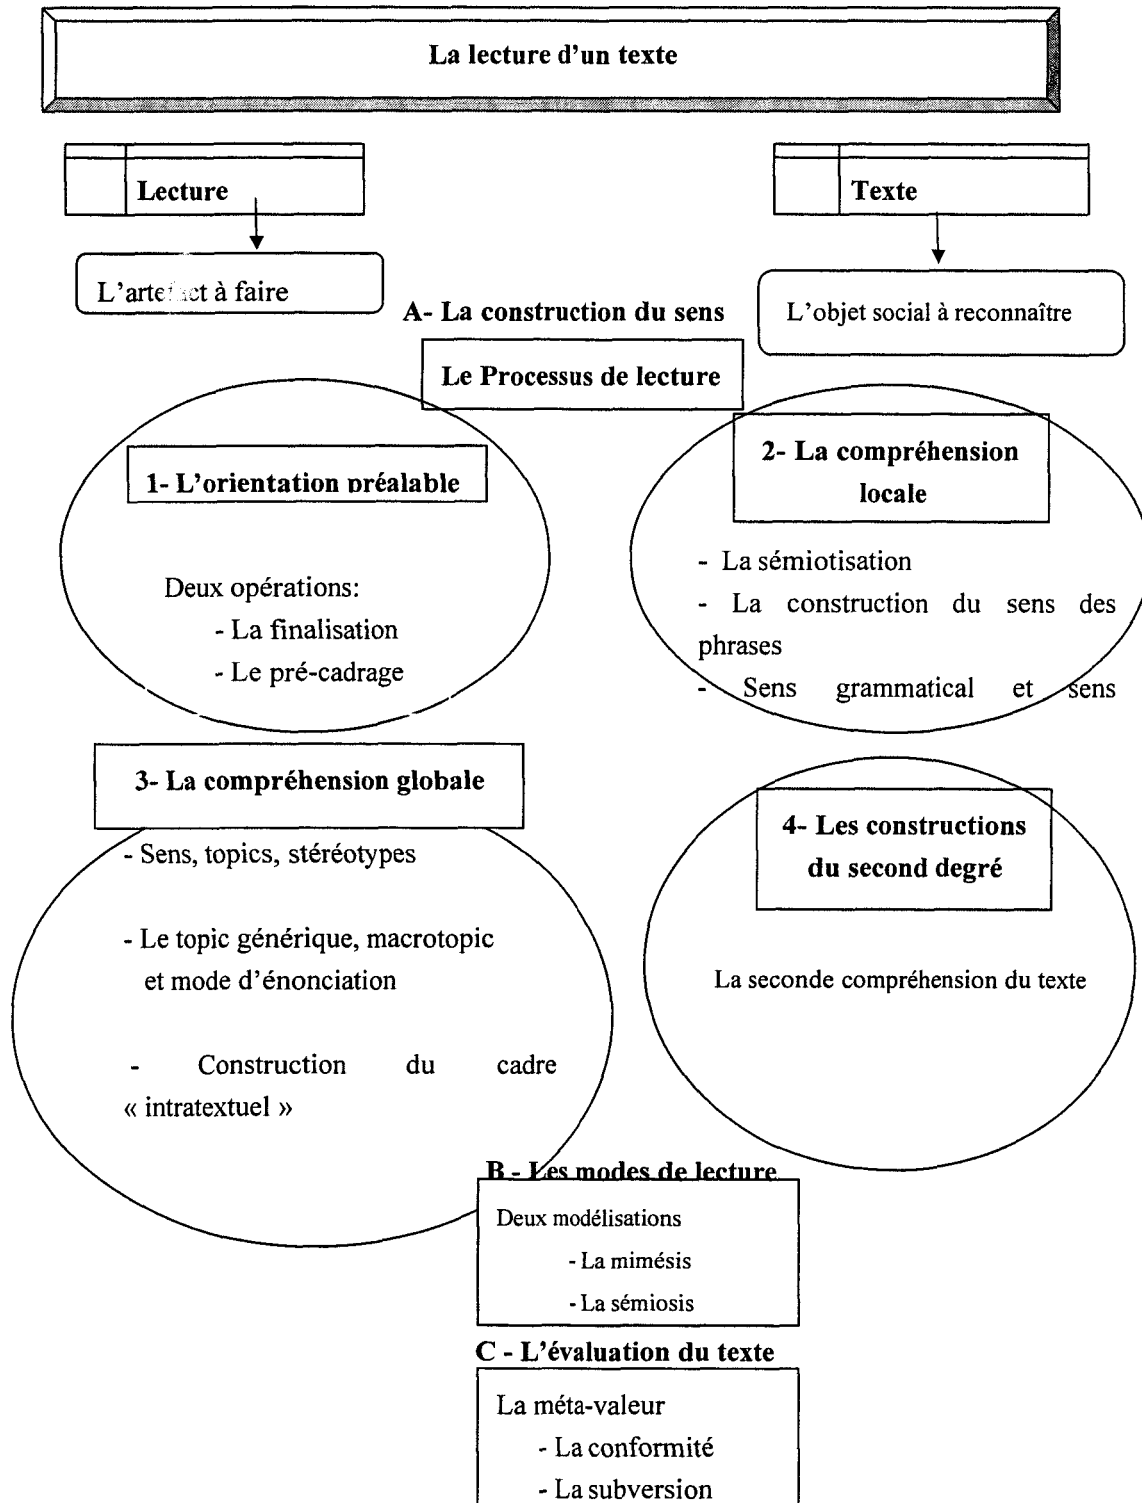 La lecture d'un texte
Lecture
Texte
L'artefact à faire
L'objet social à reconnaître
A- La construction du sens
Le Processus de lecture
1- L'orientation préalable
Deux opérations:
- La finalisation
- Le pré-cadrage
2- La compréhension
locale
- La sémiotisation
- La construction du sens des
phrases
- Sens grammatical et sens
3- La compréhension globale
- Sens, topics, stéréotypes
- Le topic générique, macrotopic
et mode d'énonciation
- Construction du cadre
« intratextuel »
4- Les constructions
du second degré
La seconde compréhension du texte
B - Les modes de lecture
Deux modélisations
- La mimésis
- La sémiosis
C - L'évaluation du texte
La méta-valeur
- La conformité
- La subversion